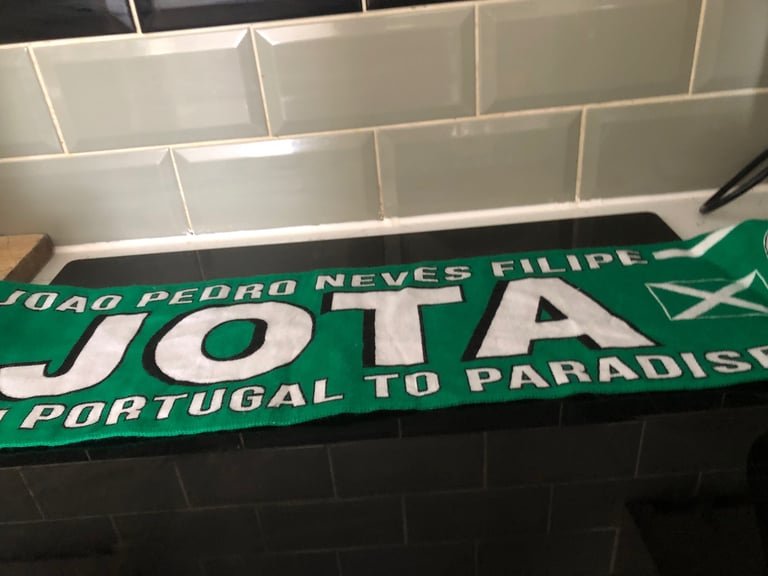 JOAO PEDRO NEVES FILIPE
JOTA
PORTUGAL TO PARADISE